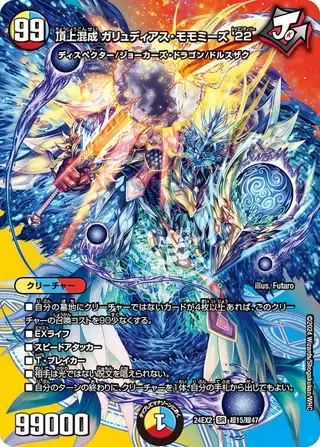 99
頂上混成 ガリュディアス・モモミーズ '22
ディスペクター/ジョーカーズ・ドラゴン/ドルスザク
illus. Futaro
クリーチャー
■自分の墓地にクリーチャーではないカードが4枚以上あれば、このクリーチャーの召喚コストを90少なくする。
■EXライフ
■スピードアタッカー
■T・ブレイカー
■相手は光ではない呪文を唱えられない。
■自分のターンの終わりに、クリーチャーを1体、自分の手札から出してもよい。
99000
1
24EX2 SR 超15/超47
©2024 Wizards/Shogakukan/WHC